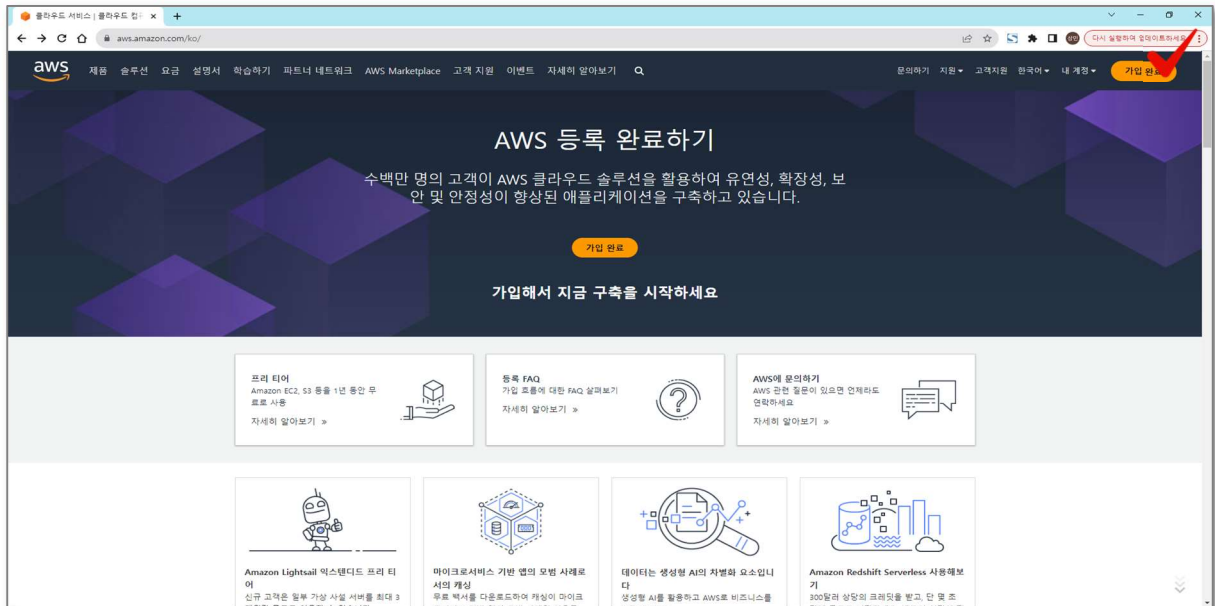 클라우드 서비스 | 클라우드 컴
aws.amazon.com/ko/
다시 실행하여 업데이트하세요
aws 제품 솔루션 요금 설명서 학습하기 파트너 네트워크 AWS Marketplace 고객 지원 이벤트 자세히 알아보기
문의하기 지원 고객지원 한국어 내 계정 가입 완료
AWS 등록 완료하기
수백만 명의 고객이 AWS 클라우드 솔루션을 활용하여 유연성, 확장성, 보
안 및 안정성이 향상된 애플리케이션을 구축하고 있습니다.
가입 완료
가입해서 지금 구축을 시작하세요
프리 티어
Amazon EC2, S3 등을 1년 동안 무
료로 사용
자세히 알아보기 »
등록 FAQ
가입 흐름에 대한 FAQ 살펴보기
자세히 알아보기 »
AWS에 문의하기
AWS 관련 질문이 있으면 언제라도
연락하세요
자세히 알아보기 »
Amazon Lightsail 익스텐디드 프리 티
어
신규 고객은 일부 가상 사설 서버를 최대 3
마이크로서비스 기반 앱의 모범 사례로
서의 캐싱
무료 백서를 다운로드하여 캐싱이 마이크
데이터는 생성형 AI의 차별화 요소입니
다
생성형 AI를 활용하고 AWS로 비즈니스를
Amazon Redshift Serverless 사용해보
기
300달러 상당의 크레딧을 받고, 단 몇 초